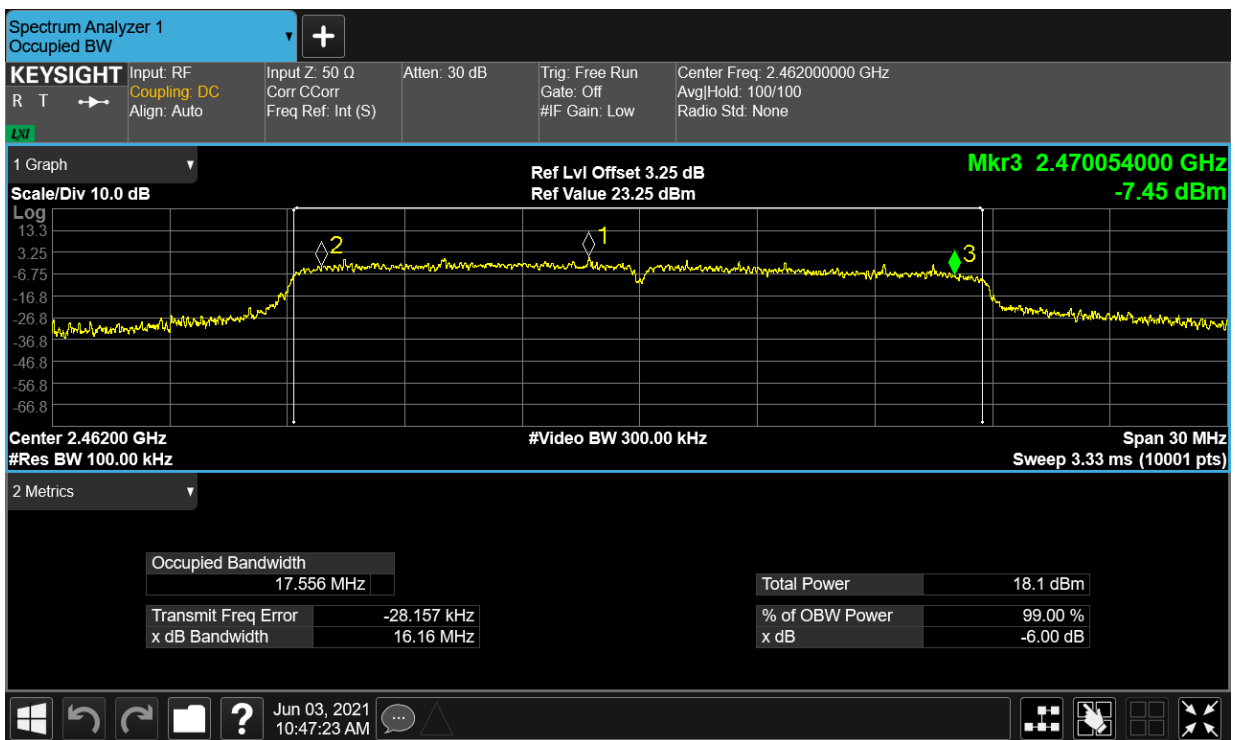 Spectrum Analyzer 1
Occupied BW
▼
+
KEYSIGHT
R T
LXI
Input: RF
Coupling: DC
Align: Auto
Input Z: 50 Ω
Corr CCorr
Freq Ref: Int (S)
Atten: 30 dB
Trig: Free Run
Gate: Off
#IF Gain: Low
Center Freq: 2.462000000 GHz
Avg|Hold: 100/100
Radio Std: None
1 Graph ▼
Scale/Div 10.0 dB
Ref Lvl Offset 3.25 dB
Ref Value 23.25 dBm
Mkr3 2.470054000 GHz
-7.45 dBm
Log
13.3
3.25
-6.75
-16.8
-26.8
-36.8
-46.8
-56.8
-66.8
2
1
3
Center 2.46200 GHz
#Res BW 100.00 kHz
#Video BW 300.00 kHz
Span 30 MHz
Sweep 3.33 ms (10001 pts)
2 Metrics ▼
Occupied Bandwidth
17.556 MHz
Transmit Freq Error -28.157 kHz
x dB Bandwidth 16.16 MHz
Total Power 18.1 dBm
% of OBW Power 99.00 %
x dB -6.00 dB
?
Jun 03, 2021
10:47:23 AM